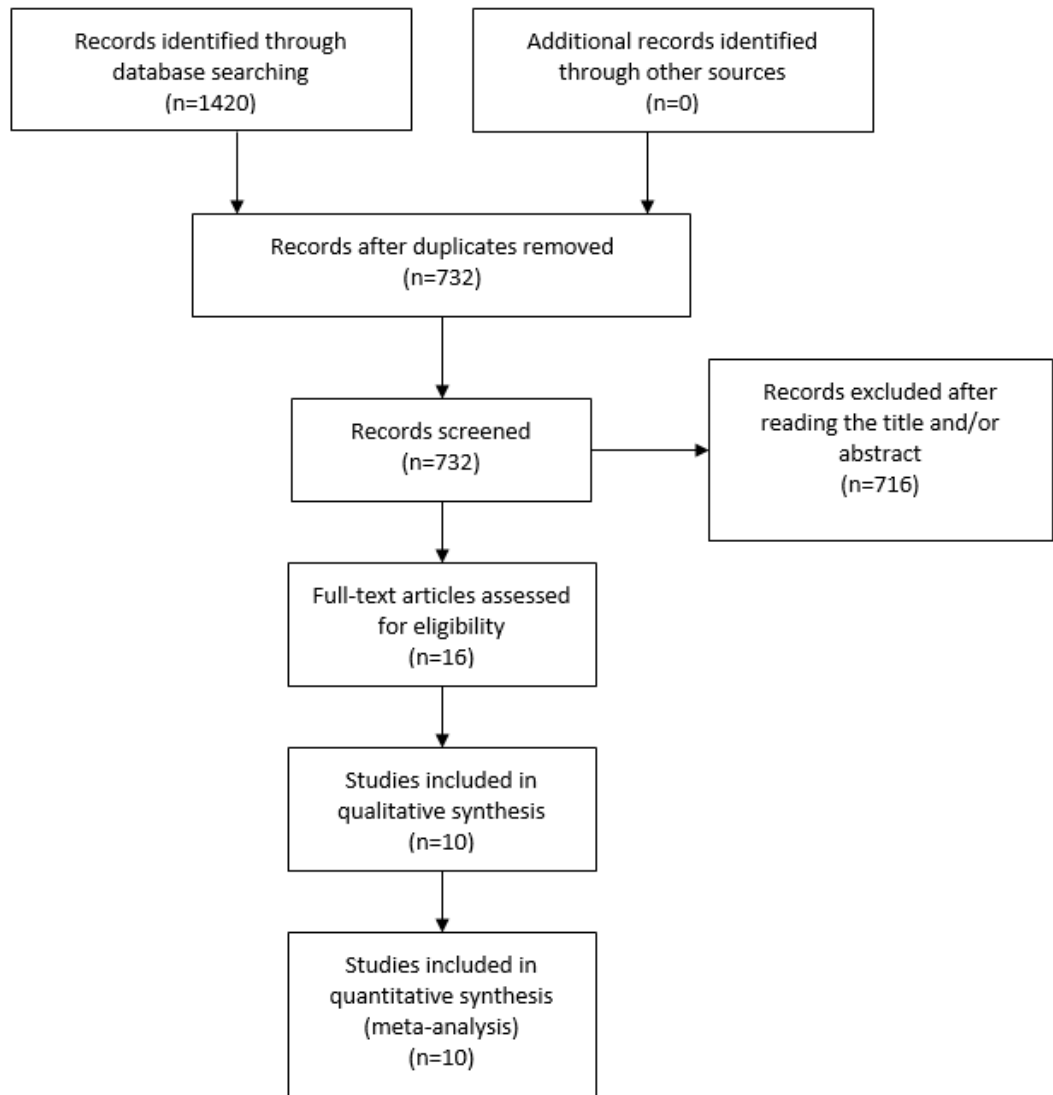 Records identified through
database searching
(n=1420)
Additional records identified
through other sources
(n=0)
Records after duplicates removed
(n=732)
Records screened
(n=732)
Records excluded after
reading the title and/or
abstract
(n=716)
Full-text articles assessed
for eligibility
(n=16)
Studies included in
qualitative synthesis
(n=10)
Studies included in
quantitative synthesis
(meta-analysis)
(n=10)